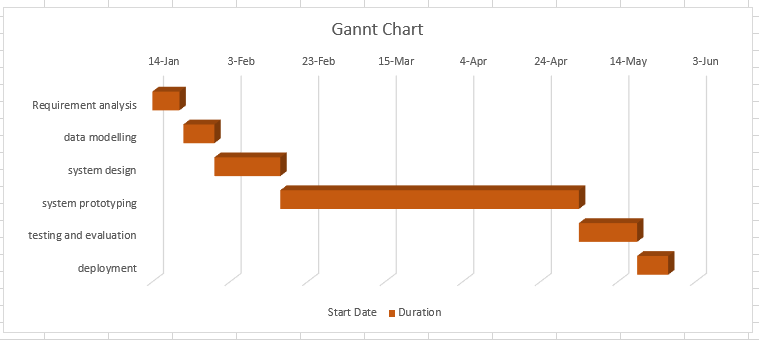 Gannt Chart
14-Jan 3-Feb 23-Feb 15-Mar 4-Apr 24-Apr 14-May 3-Jun
Requirement analysis
data modelling
system design
system prototyping
testing and evaluation
deployment
Start Date Duration